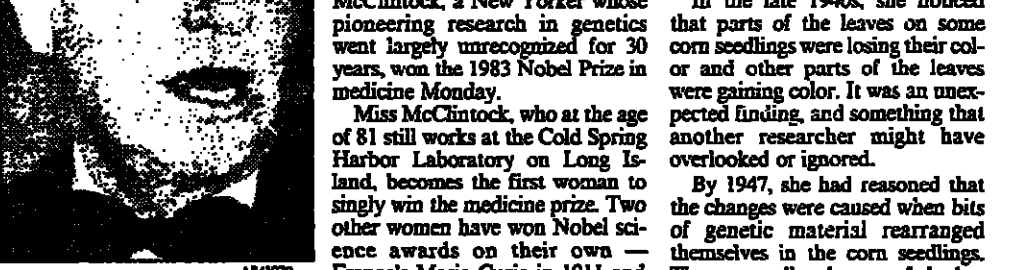 McClintock, a New Yorker whose
pioneering research in genetics
went largely unrecognized for 30
years, won the 1983 Nobel Prize in
medicine Monday.
Miss McClintock, who at the age
of 81 still works at the Cold Spring
Harbor Laboratory on Long Is-
land, becomes the first woman to
singly win the medicine prize. Two
other women have won Nobel sci-
ence awards on their own —
Marie Curie in 1911 and
In the late 1940s, she noticed
that parts of the leaves on some
corn seedlings were losing their col-
or and other parts of the leaves
were gaining color. It was an unex-
pected finding, and something that
another researcher might have
overlooked or ignored.
By 1947, she had reasoned that
the changes were caused when bits
of genetic material rearranged
themselves in the corn seedlings.